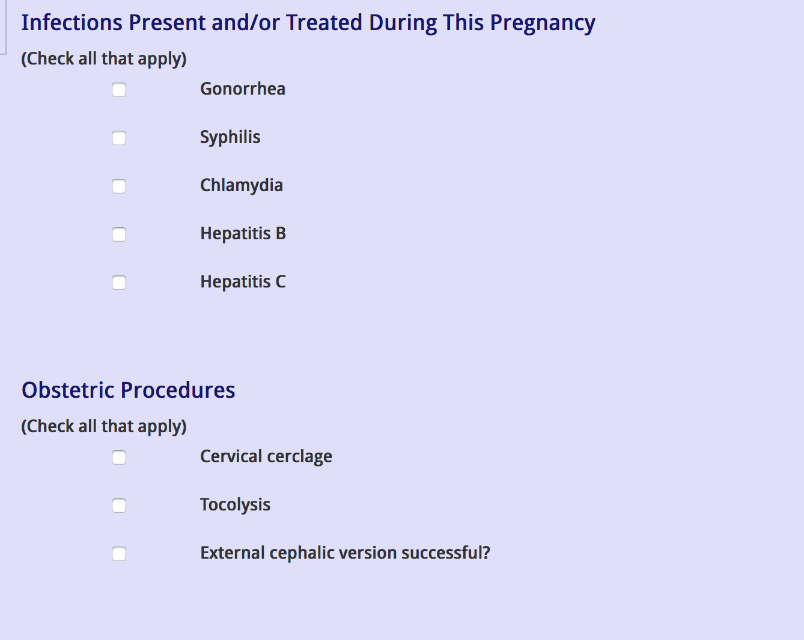 Infections Present and/or Treated During This Pregnancy
(Check all that apply)
Gonorrhea
Syphilis
Chlamydia
Hepatitis B
Hepatitis C
Obstetric Procedures
(Check all that apply)
Cervical cerclage
Tocolysis
External cephalic version successful?